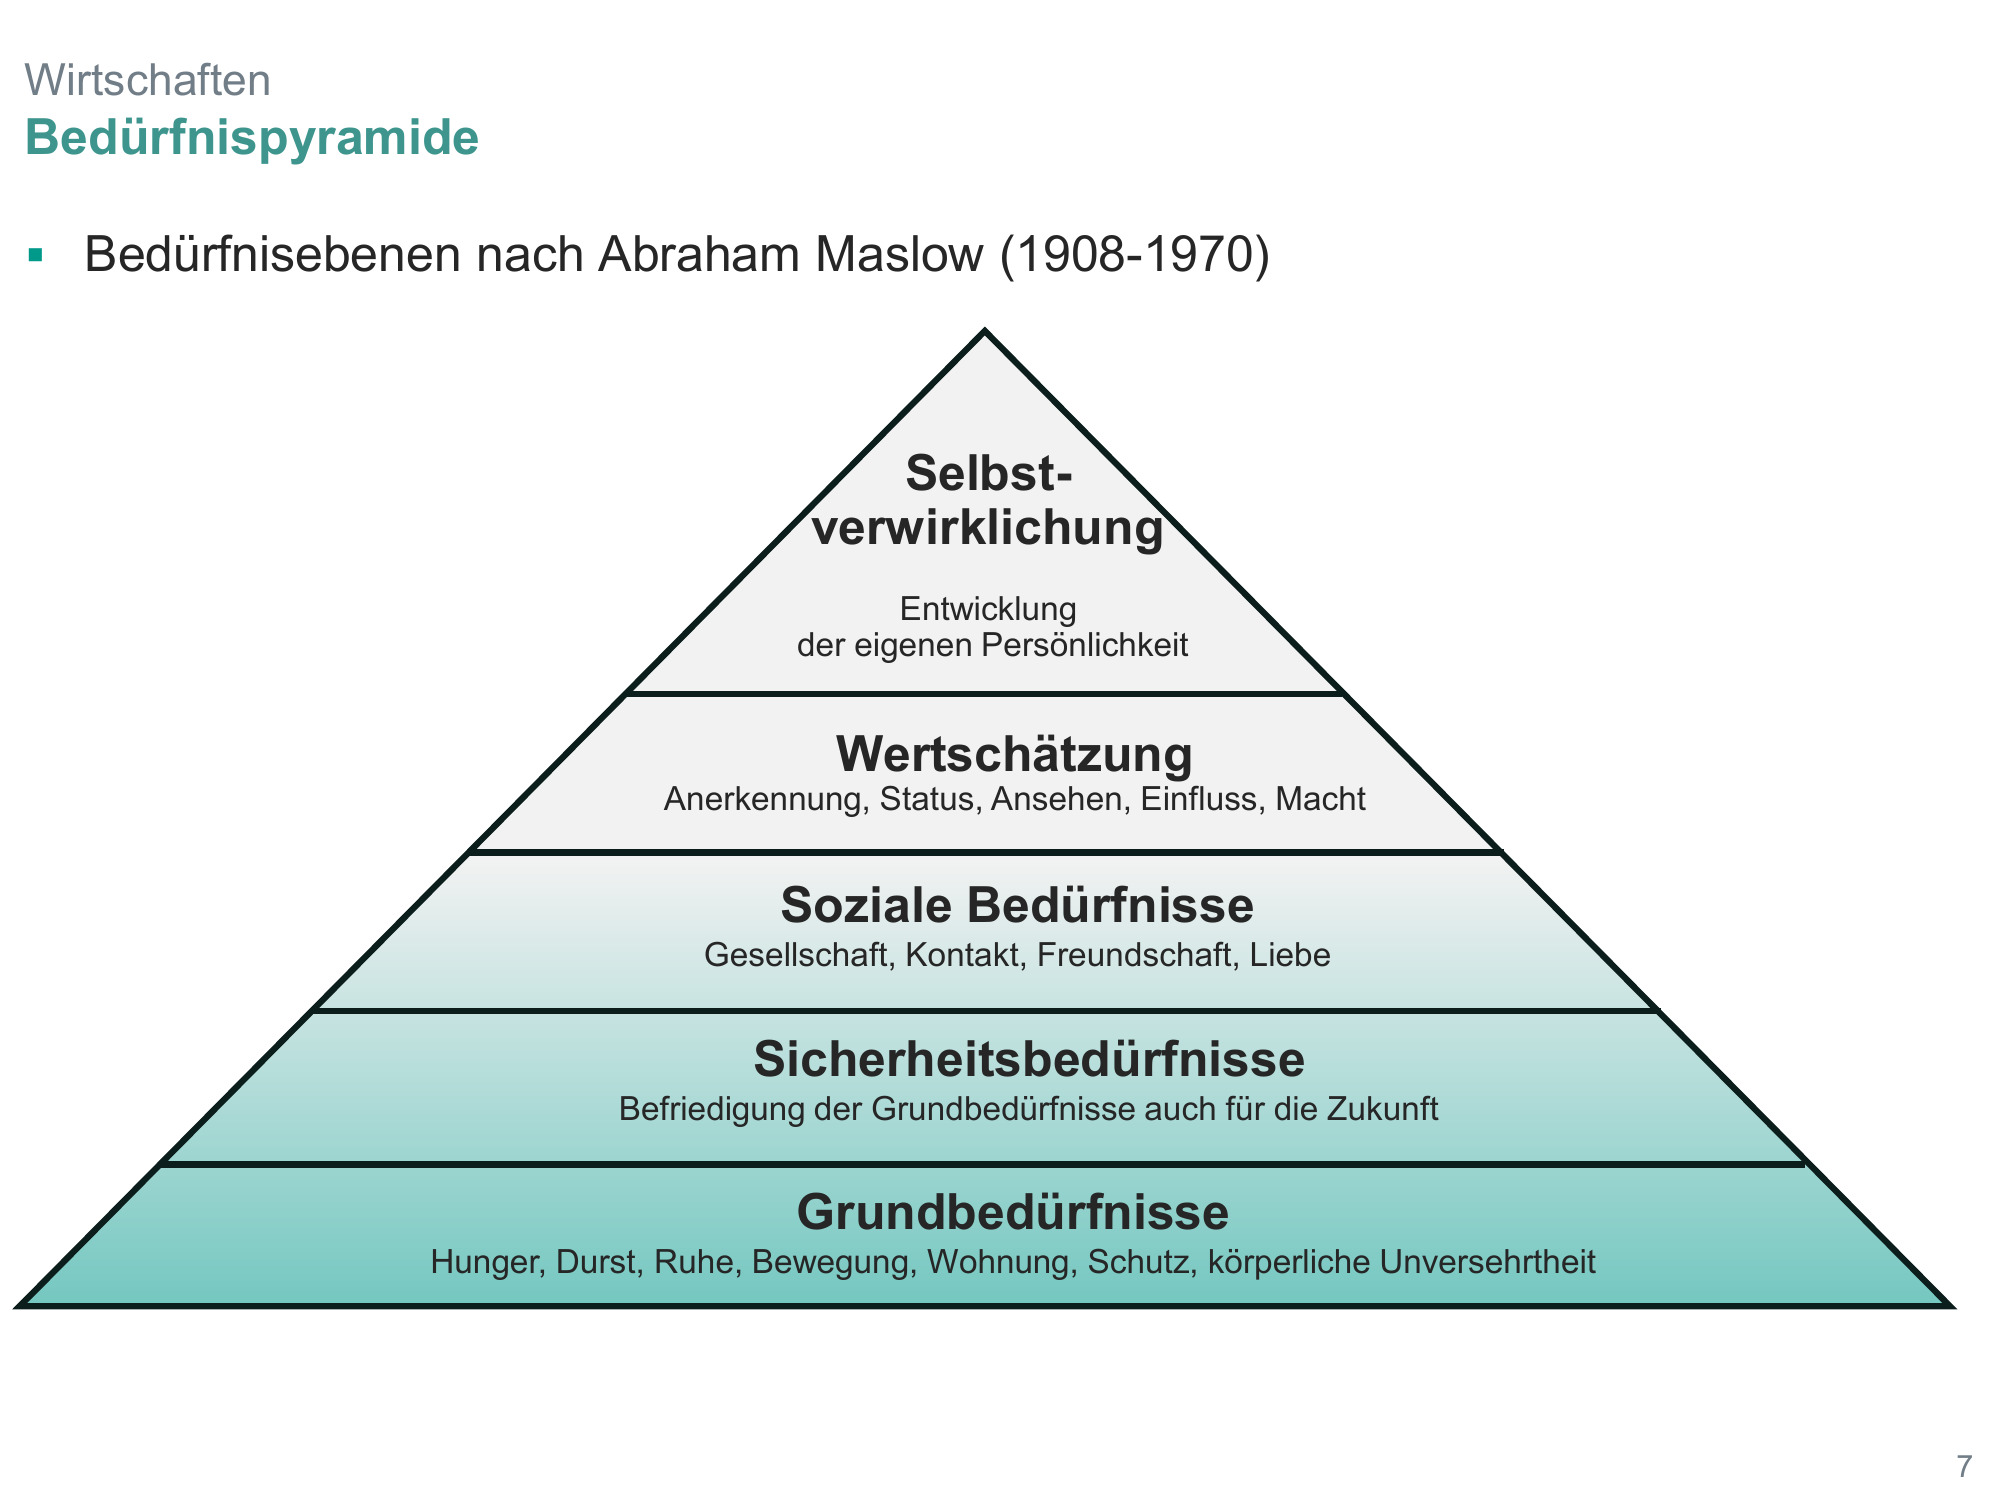 Wirtschaften
Bedürfnispyramide
▪ Bedürfnisebenen nach Abraham Maslow (1908-1970)
Selbst-
verwirklichung
Entwicklung
der eigenen Persönlichkeit
Wertschätzung
Anerkennung, Status, Ansehen, Einfluss, Macht
Soziale Bedürfnisse
Gesellschaft, Kontakt, Freundschaft, Liebe
Sicherheitsbedürfnisse
Befriedigung der Grundbedürfnisse auch für die Zukunft
Grundbedürfnisse
Hunger, Durst, Ruhe, Bewegung, Wohnung, Schutz, körperliche Unversehrtheit
7